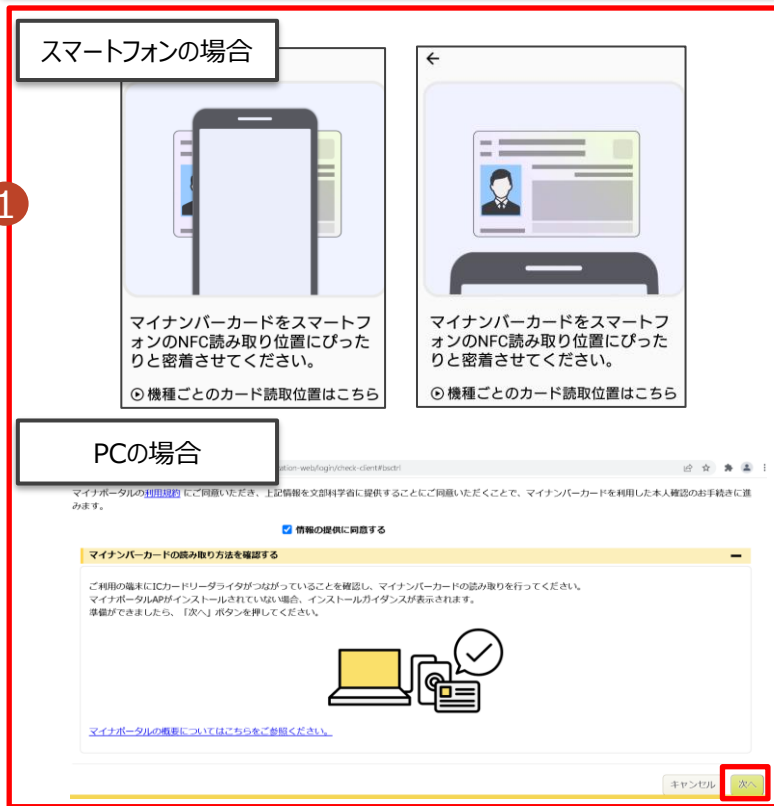 スマートフォンの場合
1
マイナンバーカードをスマートフ
ォンのNFC読み取り位置にぴった
りと密着させてください。
機種ごとのカード読取位置はこちら
マイナンバーカードをスマートフ
ォンのNFC読み取り位置にぴった
りと密着させてください。
機種ごとのカード読取位置はこちら
PCの場合
ation-web/login/check-client#bsctrl
マイナポータルの利用規約 にご同意いただき、上記情報を文部科学省に提供することにご同意いただくことで、マイナンバーカードを利用した本人確認のお手続きに進
みます。
情報の提供に同意する
マイナンバーカードの読み取り方法を確認する
ご利用の端末にICカードリーダライタがつながっていることを確認し、マイナンバーカードの読み取りを行ってください。
マイナポータルAPがインストールされていない場合、インストールガイダンスが表示されます。
準備ができましたら、「次へ」ボタンを押してください。
マイナポータルの概要についてはこちらをご参照ください。
キャンセル 次へ